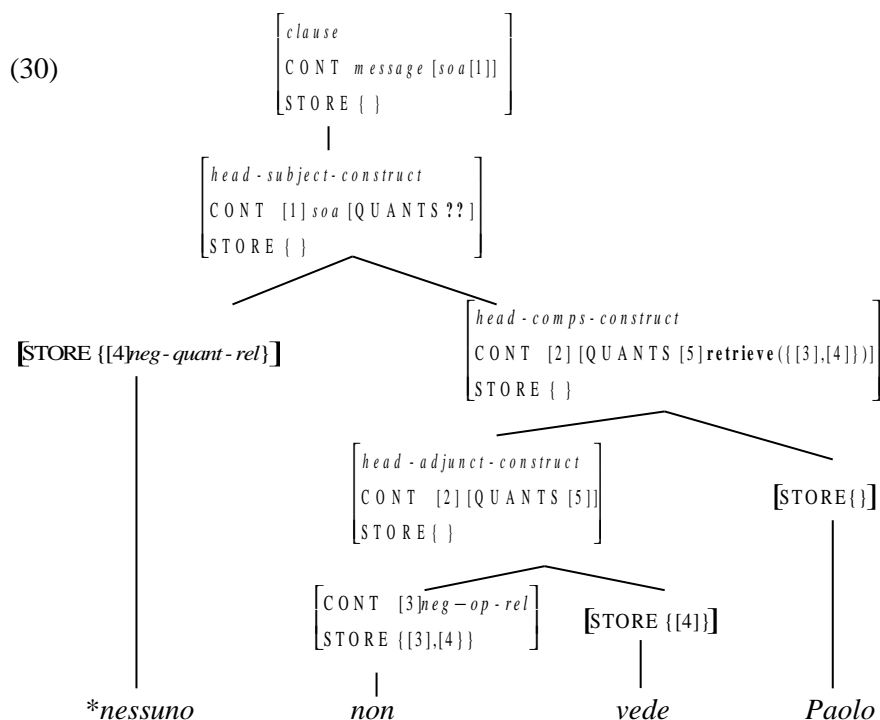 (30)
clause
CONT message [soa[1]]
STORE { }
head-subject-construct
CONT [1] soa [QUANTS ??]
STORE { }
[STORE {[4]neg-quant-rel}]
head-comps-construct
CONT [2] [QUANTS [5] retrieve({[3],[4]})]
STORE { }
head-adjunct-construct
CONT [2] [QUANTS [5]]
STORE { }
[STORE{}]
CONT [3]neg–op-rel
STORE {[3],[4}}
[STORE {[4]}]
*nessuno non vede Paolo